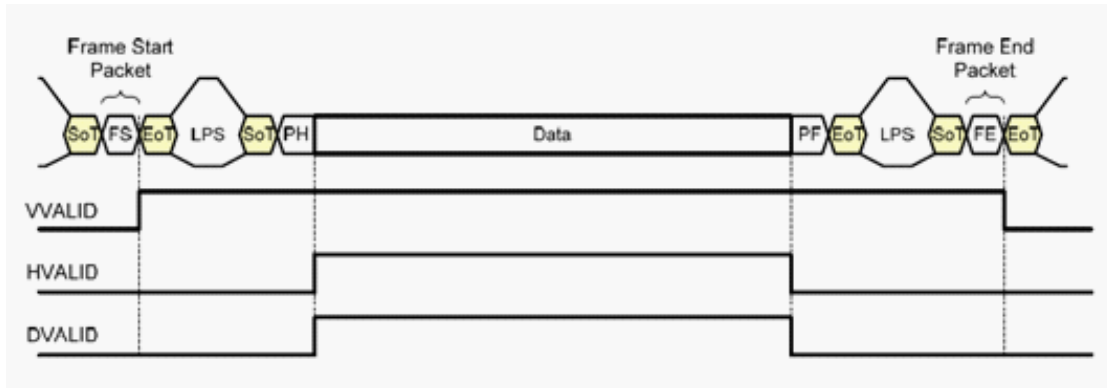 Frame Start
Packet
Frame End
Packet
SoT FS EoT LPS SoT PH Data PF EoT LPS SoT FE EoT
VVALID
HVALID
DVALID